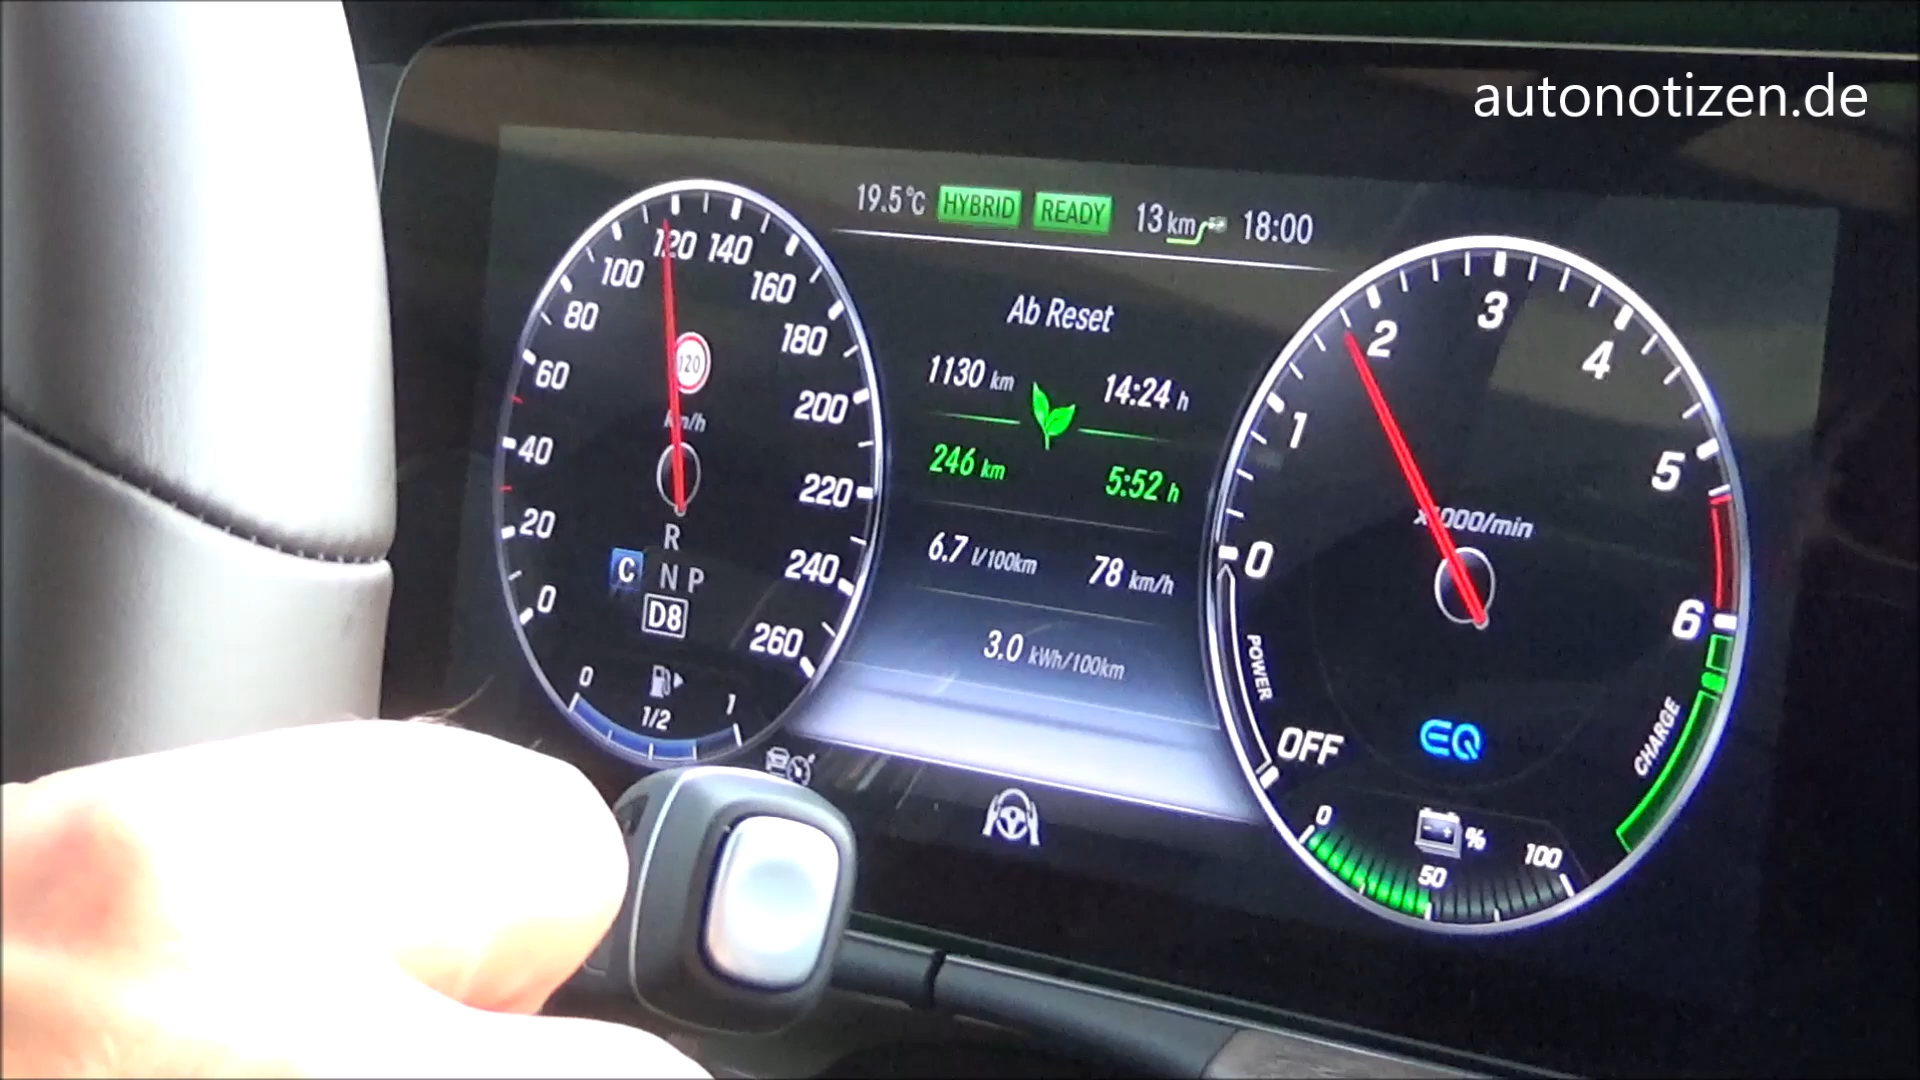 autonotizen.de
19.5°C HYBRID READY 13 km 18:00
Ab Reset
1130 km 14:24 h
246 km 5:52 h
6.7 l/100km 78 km/h
3.0 kWh/100km
0
20
40
60
80
100
120
140
160
180
200
220
240
260
120
km/h
R
C N P
D8
0 1/2 1
0
1
2
3
4
5
6
x1000/min
POWER
OFF
EQ
CHARGE
0 50 100
%